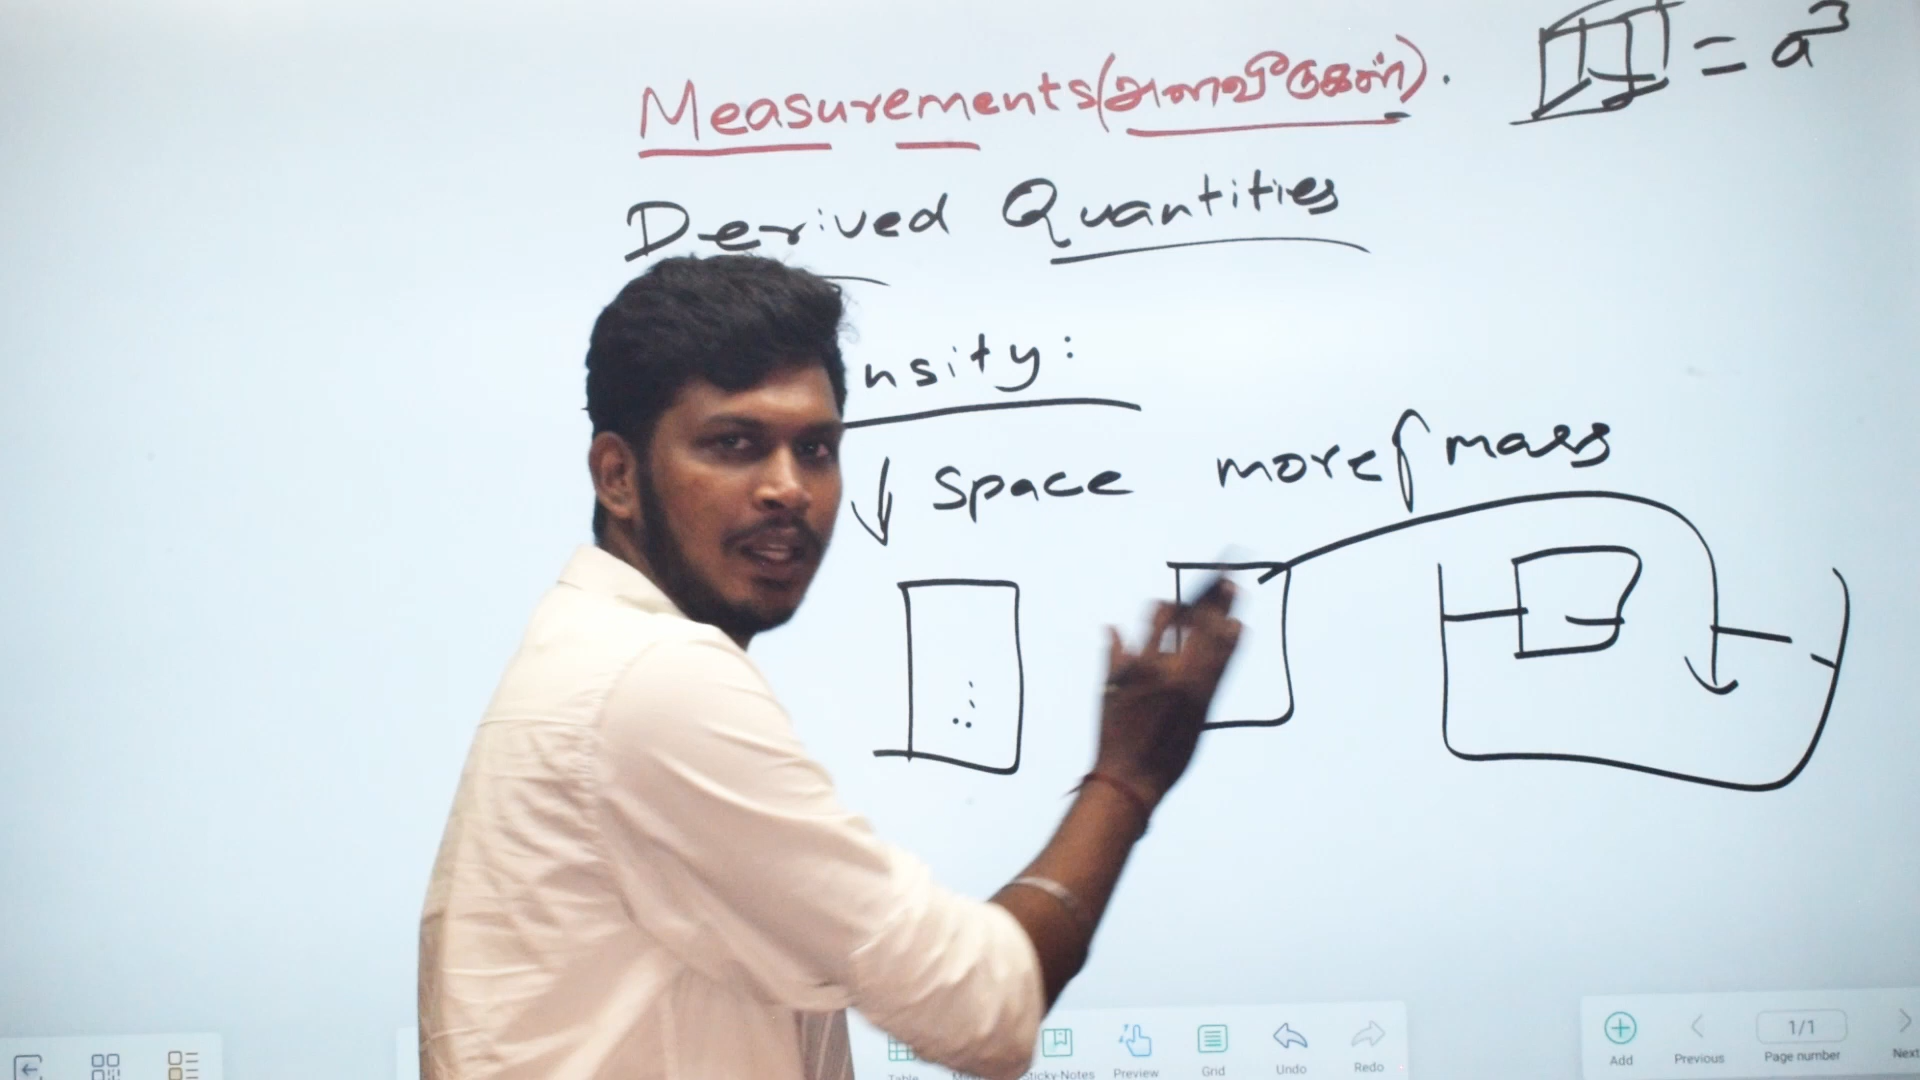 Measurements(அளவீடுகள்).
= a³
Derived Quantities
nsity:
↓ Space more mass
Table Sticky-Notes Preview Grid Undo Redo
Add Previous 1/1 Page number Next